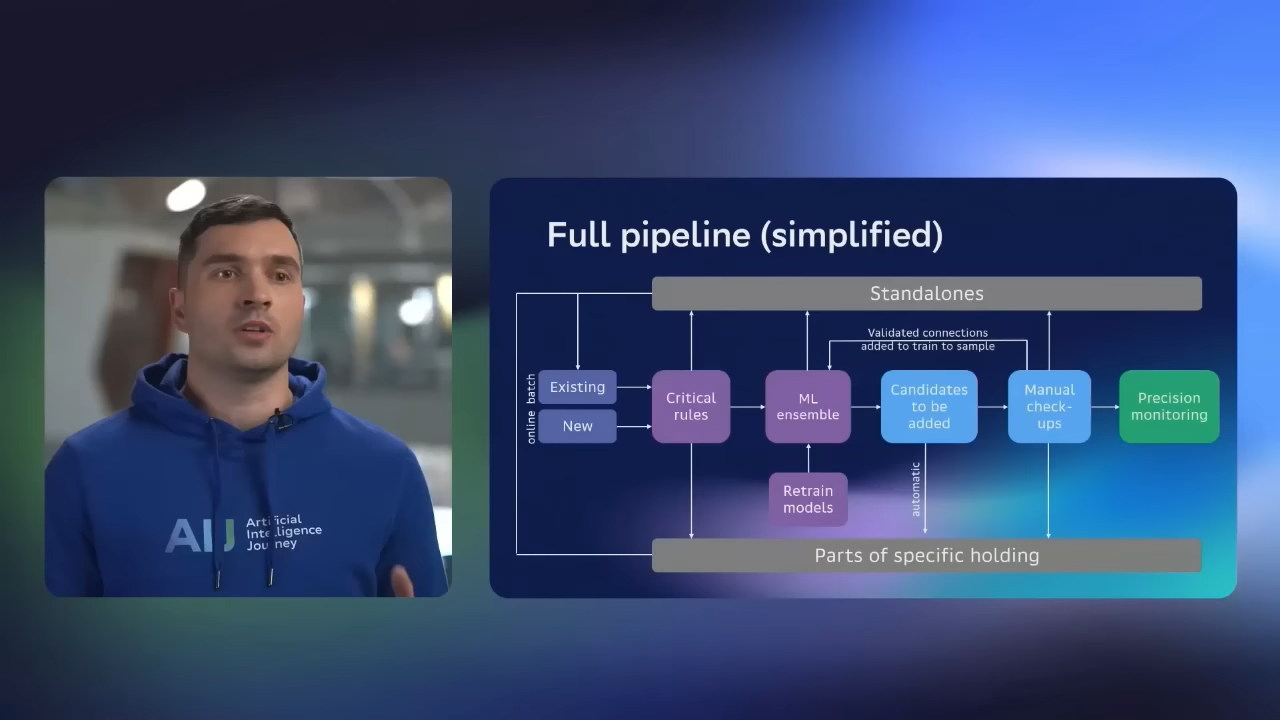 Full pipeline (simplified)
Standalones
Validated connections
added to train to sample
online batch
Existing
New
Critical
rules
ML
ensemble
Candidates
to be
added
Manual
check-
ups
Precision
monitoring
Retrain
models
automatic
Parts of specific holding
AIJ
Artificial
Intelligence
Journey